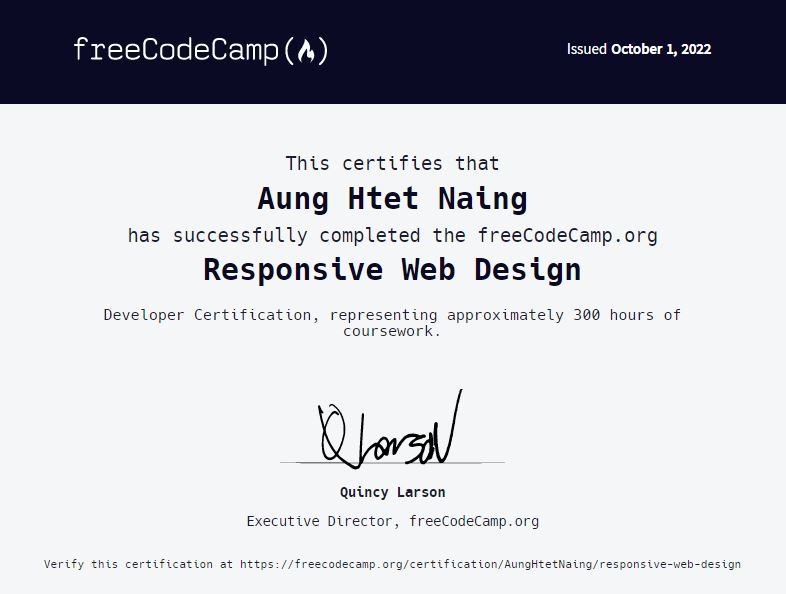 freeCodeCamp(🔥)
Issued October 1, 2022
This certifies that
Aung Htet Naing
has successfully completed the freeCodeCamp.org
Responsive Web Design
Developer Certification, representing approximately 300 hours of
coursework.
Q Larson
Quincy Larson
Executive Director, freeCodeCamp.org
Verify this certification at https://freecodecamp.org/certification/AungHtetNaing/responsive-web-design